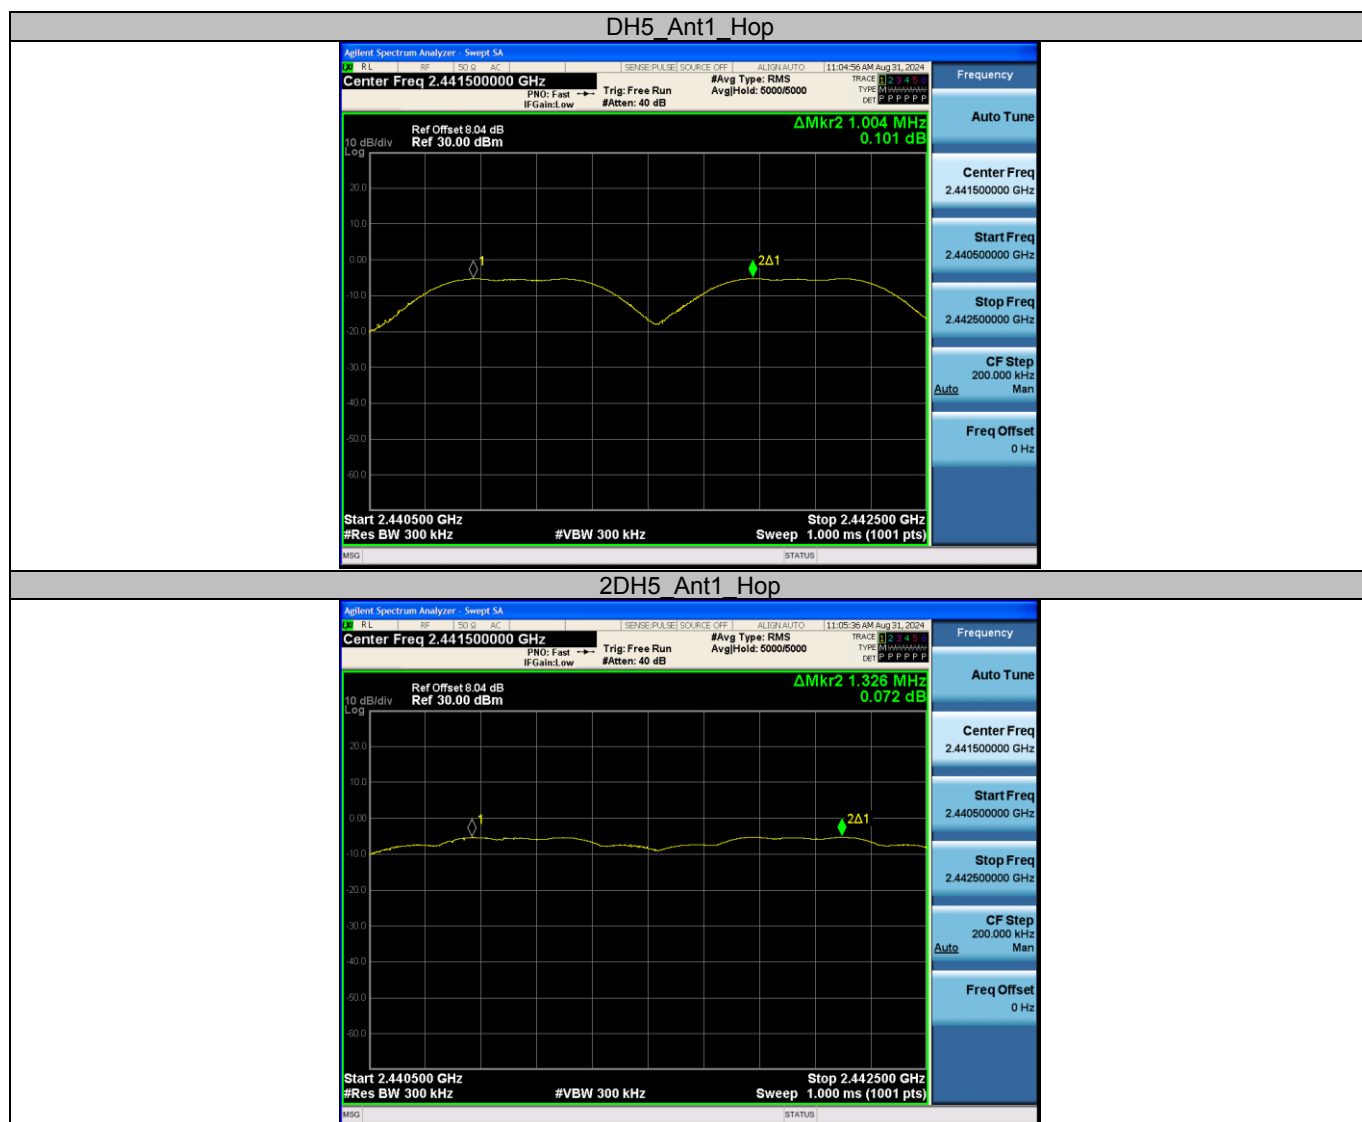 DH5_Ant1_Hop
Agilent Spectrum Analyzer - Swept SA
RL RF 50 Ω AC SENSE:PULSE SOURCE OFF ALIGN AUTO 11:04:56 AM Aug 31, 2024
Center Freq 2.441500000 GHz
PNO: Fast
IFGain:Low
Trig: Free Run
#Atten: 40 dB
#Avg Type: RMS
Avg|Hold: 5000/5000
TRACE 1 2 3 4 5 6
TYPE M
DET P P P P P P
ΔMkr2 1.004 MHz
0.101 dB
Ref Offset 8.04 dB
10 dB/div Ref 30.00 dBm
Log
20.0
10.0
0.00
1
2Δ1
-10.0
-20.0
-30.0
-40.0
-50.0
-60.0
Start 2.440500 GHz Stop 2.442500 GHz
#Res BW 300 kHz #VBW 300 kHz Sweep 1.000 ms (1001 pts)
MSG STATUS
Frequency
Auto Tune
Center Freq
2.441500000 GHz
Start Freq
2.440500000 GHz
Stop Freq
2.442500000 GHz
CF Step
200.000 kHz
Auto Man
Freq Offset
0 Hz
2DH5_Ant1_Hop
Agilent Spectrum Analyzer - Swept SA
RL RF 50 Ω AC SENSE:PULSE SOURCE OFF ALIGN AUTO 11:05:36 AM Aug 31, 2024
Center Freq 2.441500000 GHz
PNO: Fast
IFGain:Low
Trig: Free Run
#Atten: 40 dB
#Avg Type: RMS
Avg|Hold: 5000/5000
TRACE 1 2 3 4 5 6
TYPE M
DET P P P P P P
ΔMkr2 1.326 MHz
0.072 dB
Ref Offset 8.04 dB
10 dB/div Ref 30.00 dBm
Log
20.0
10.0
0.00
1
2Δ1
-10.0
-20.0
-30.0
-40.0
-50.0
-60.0
Start 2.440500 GHz Stop 2.442500 GHz
#Res BW 300 kHz #VBW 300 kHz Sweep 1.000 ms (1001 pts)
MSG STATUS
Frequency
Auto Tune
Center Freq
2.441500000 GHz
Start Freq
2.440500000 GHz
Stop Freq
2.442500000 GHz
CF Step
200.000 kHz
Auto Man
Freq Offset
0 Hz